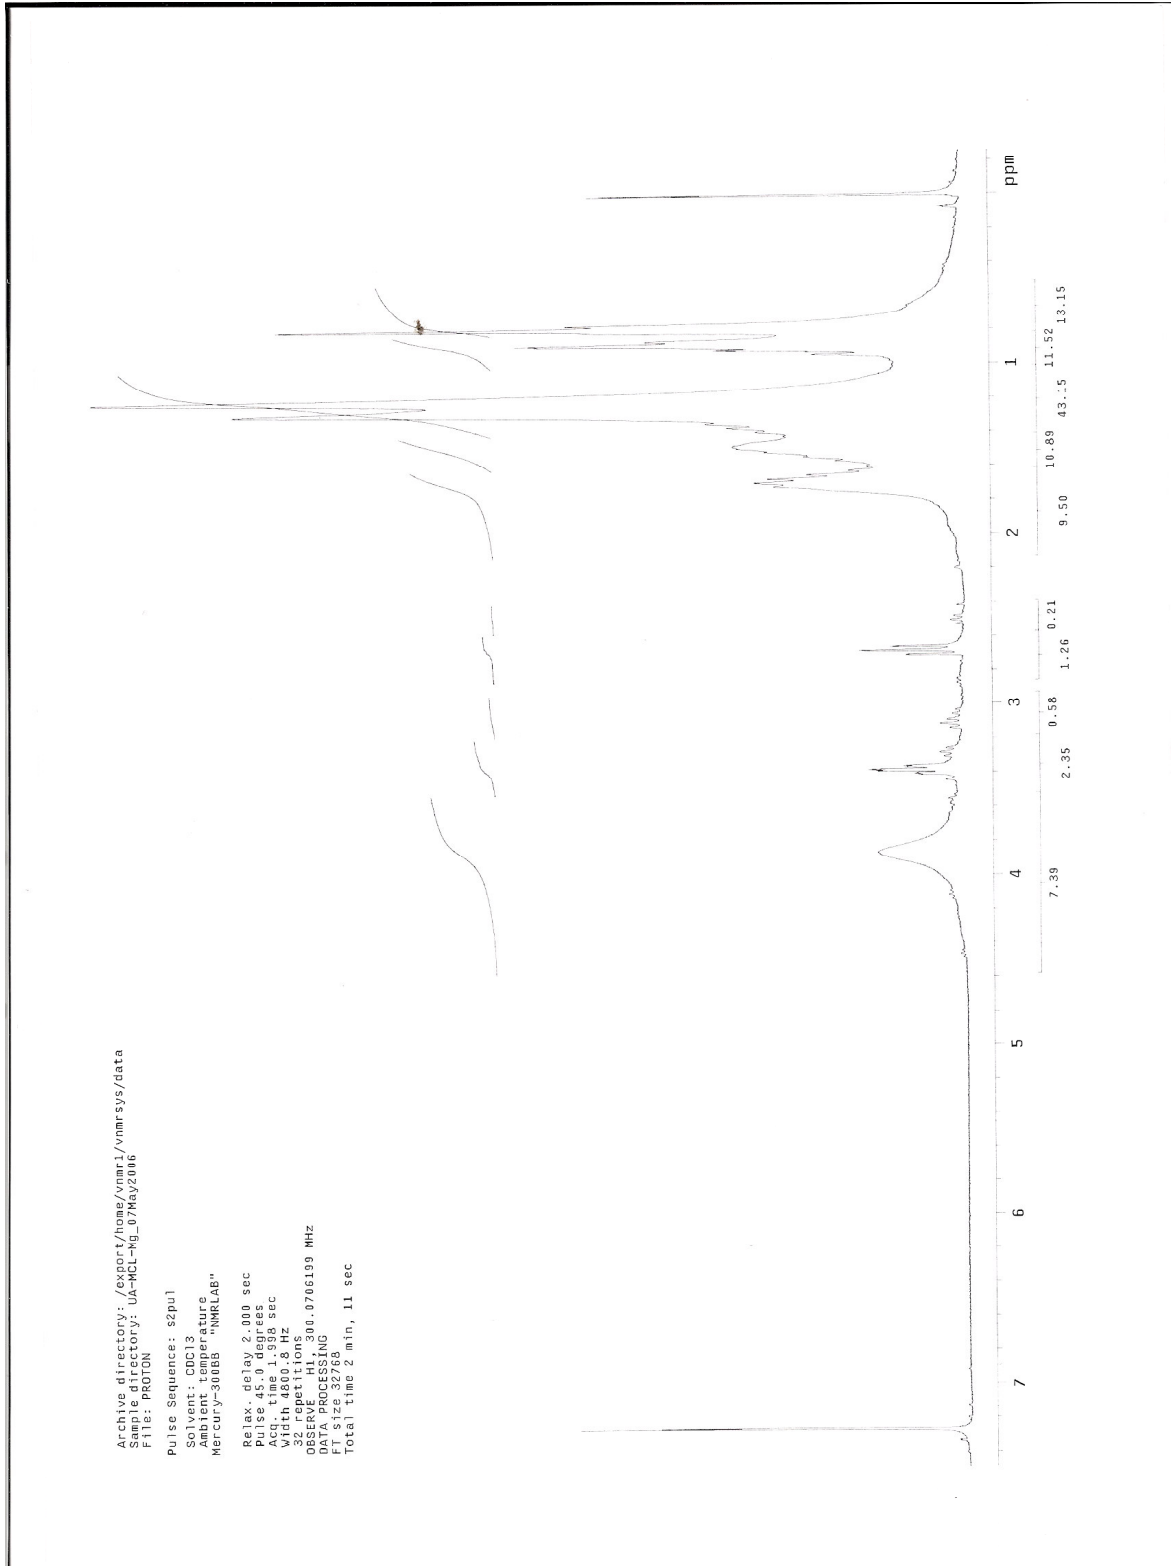 Archive directory: /export/home/vnmr1/vnmrsys/data
Sample directory: UA-MCL-Mg_07May2006
File: PROTON
Pulse Sequence: s2pul
Solvent: CDCl3
Ambient temperature
Mercury-300BB "NMRLAB"
Relax. delay 2.000 sec
Pulse 45.0 degrees
Acq. time 1.998 sec
Width 4800.8 Hz
32 repetitions
OBSERVE H1, 300.0706199 MHz
DATA PROCESSING
FT size 32768
Total time 2 min, 11 sec
7 6 5 4 3 2 1 ppm
7.39 2.35 0.58 1.26 0.21 9.50 10.89 43.15 11.52 13.15